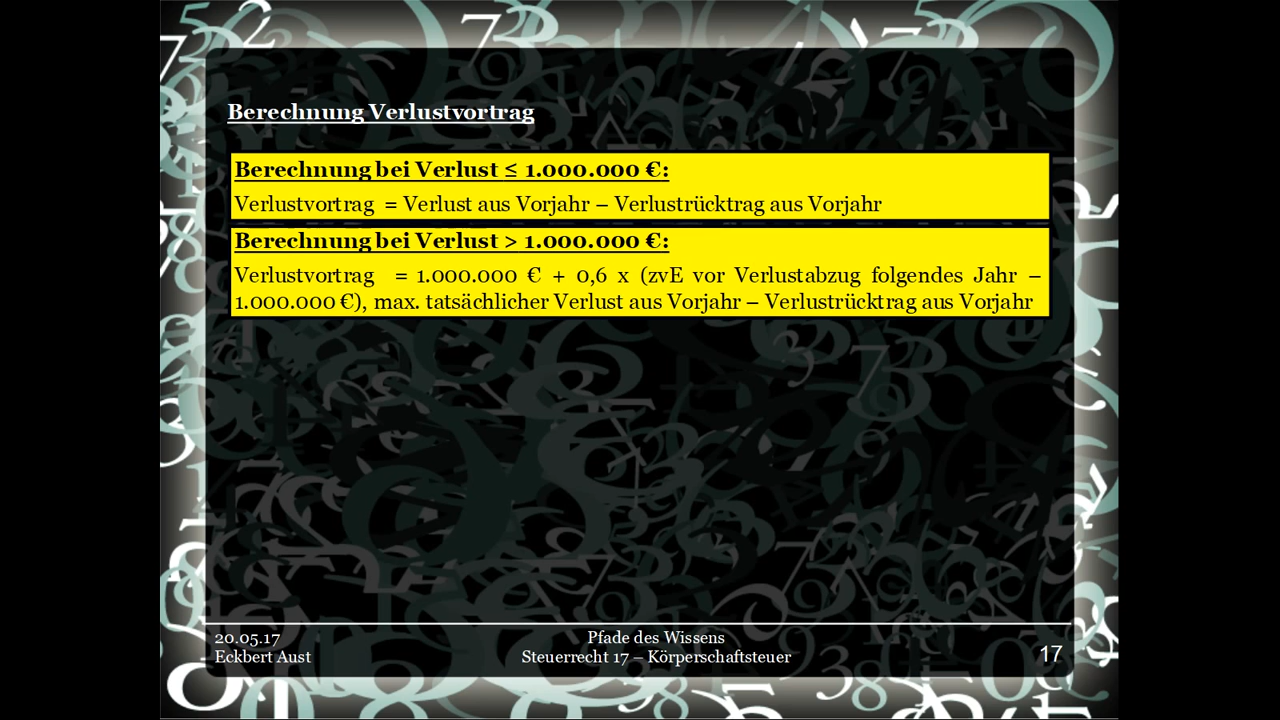 Berechnung Verlustvortrag
Berechnung bei Verlust ≤ 1.000.000 €:
Verlustvortrag = Verlust aus Vorjahr – Verlustrücktrag aus Vorjahr
Berechnung bei Verlust > 1.000.000 €:
Verlustvortrag = 1.000.000 € + 0,6 x (zvE vor Verlustabzug folgendes Jahr –
1.000.000 €), max. tatsächlicher Verlust aus Vorjahr – Verlustrücktrag aus Vorjahr
20.05.17
Eckbert Aust
Pfade des Wissens
Steuerrecht 17 – Körperschaftsteuer
17